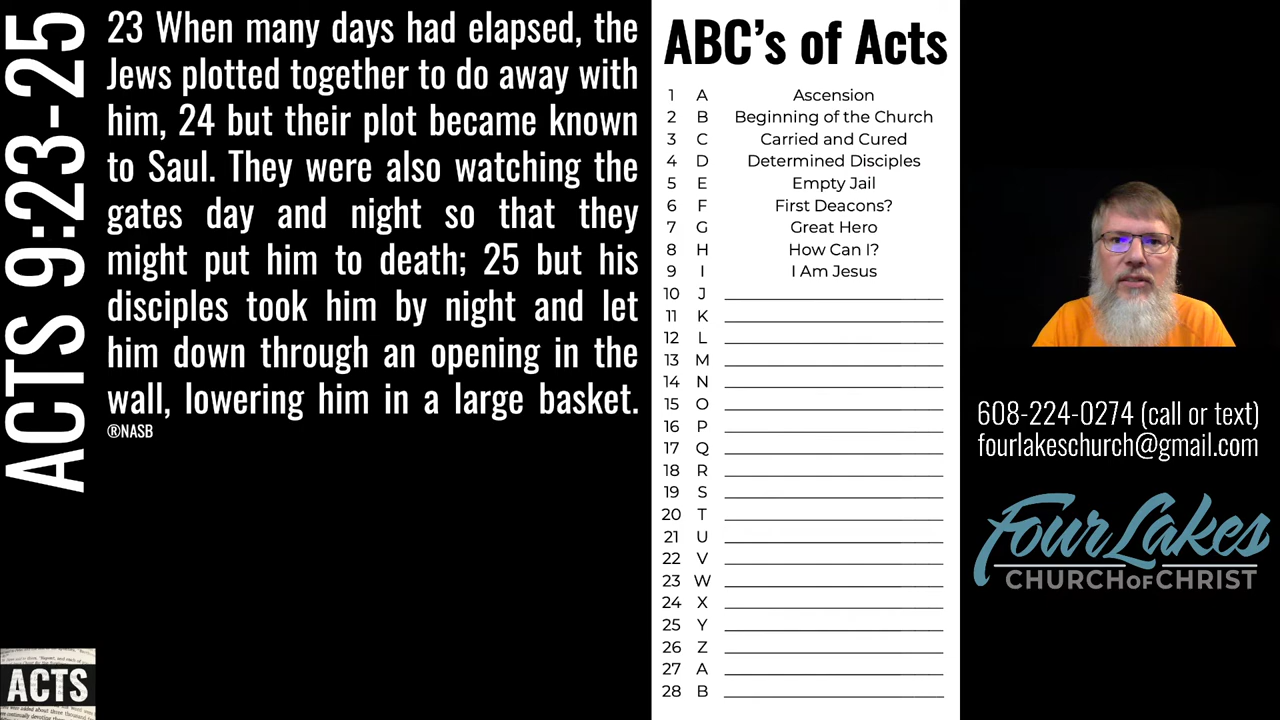 ACTS 9:23-25
23 When many days had elapsed, the
Jews plotted together to do away with
him, 24 but their plot became known
to Saul. They were also watching the
gates day and night so that they
might put him to death; 25 but his
disciples took him by night and let
him down through an opening in the
wall, lowering him in a large basket.
®NASB
ACTS
ABC's of Acts
1 A Ascension
2 B Beginning of the Church
3 C Carried and Cured
4 D Determined Disciples
5 E Empty Jail
6 F First Deacons?
7 G Great Hero
8 H How Can I?
9 I I Am Jesus
10 J
11 K
12 L
13 M
14 N
15 O
16 P
17 Q
18 R
19 S
20 T
21 U
22 V
23 W
24 X
25 Y
26 Z
27 A
28 B
608-224-0274 (call or text)
fourlakeschurch@gmail.com
Four Lakes
CHURCH OF CHRIST